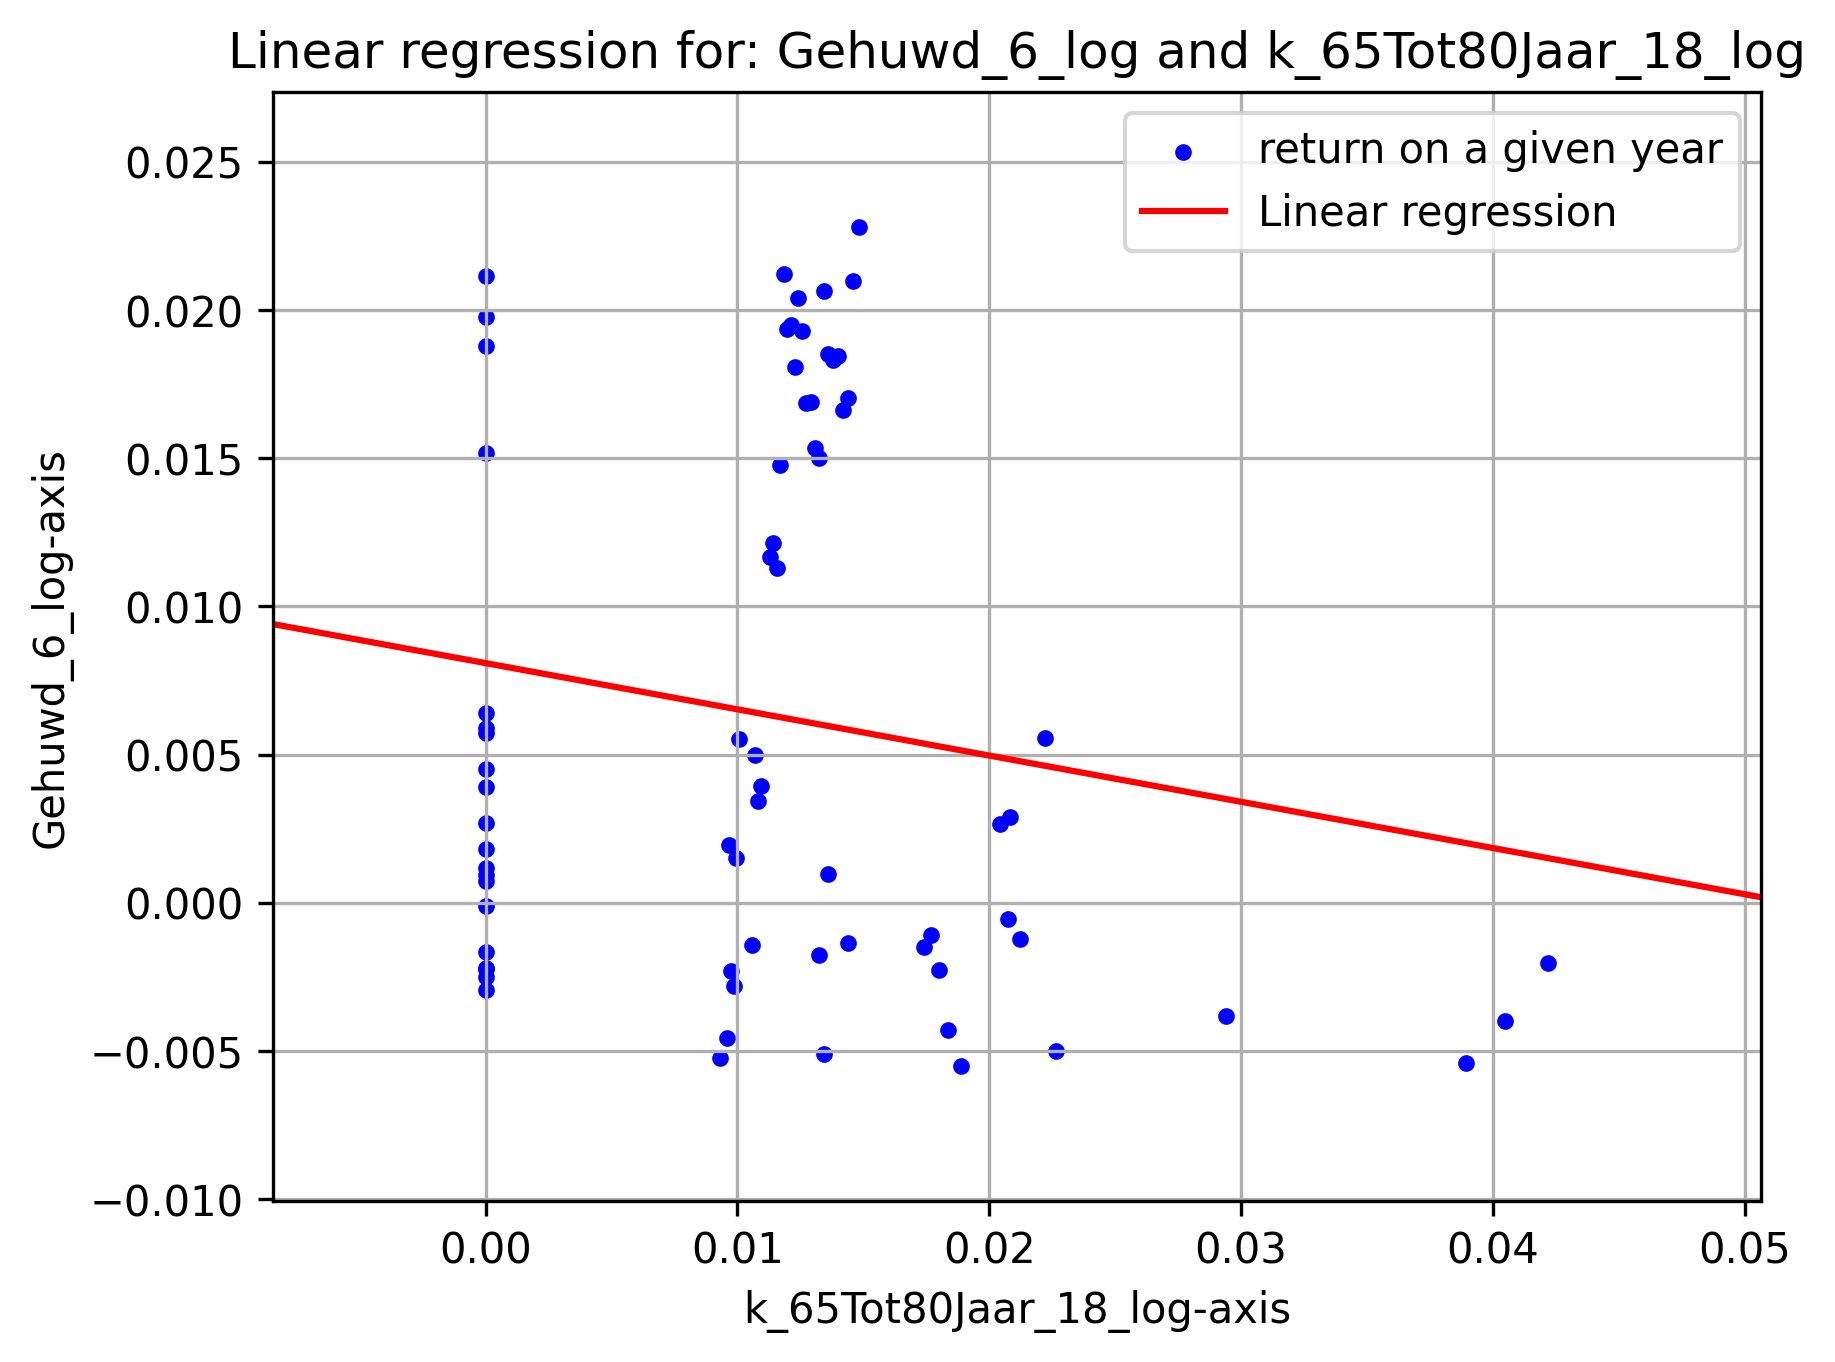 Linear regression for: Gehuwd_6_log and k_65Tot80Jaar_18_log
return on a given year
Linear regression
0.025
0.020
0.015
0.010
0.005
0.000
−0.005
−0.010
Gehuwd_6_log-axis
0.00 0.01 0.02 0.03 0.04 0.05
k_65Tot80Jaar_18_log-axis